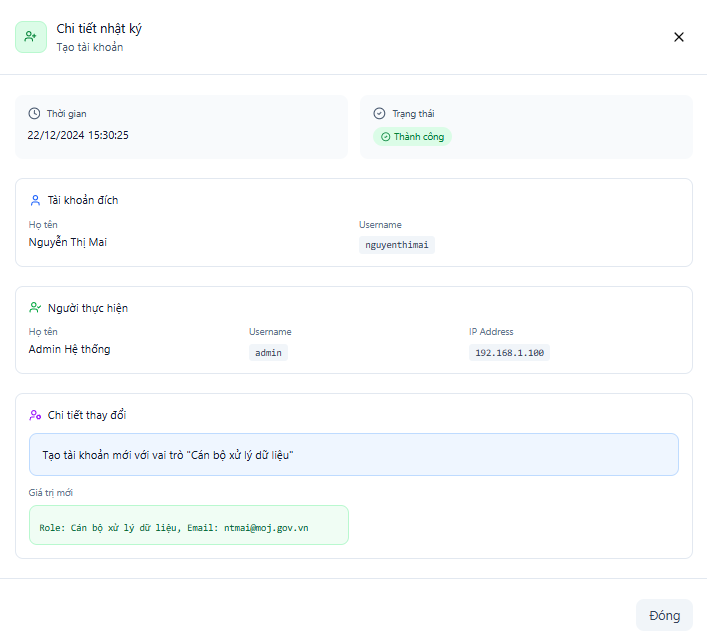 Chi tiết nhật ký
Tạo tài khoản
Thời gian
22/12/2024 15:30:25
Trạng thái
Thành công
Tài khoản đích
Họ tên
Nguyễn Thị Mai
Username
nguyenthimai
Người thực hiện
Họ tên
Admin Hệ thống
Username
admin
IP Address
192.168.1.100
Chi tiết thay đổi
Tạo tài khoản mới với vai trò "Cán bộ xử lý dữ liệu"
Giá trị mới
Role: Cán bộ xử lý dữ liệu, Email: ntmai@moj.gov.vn
Đóng